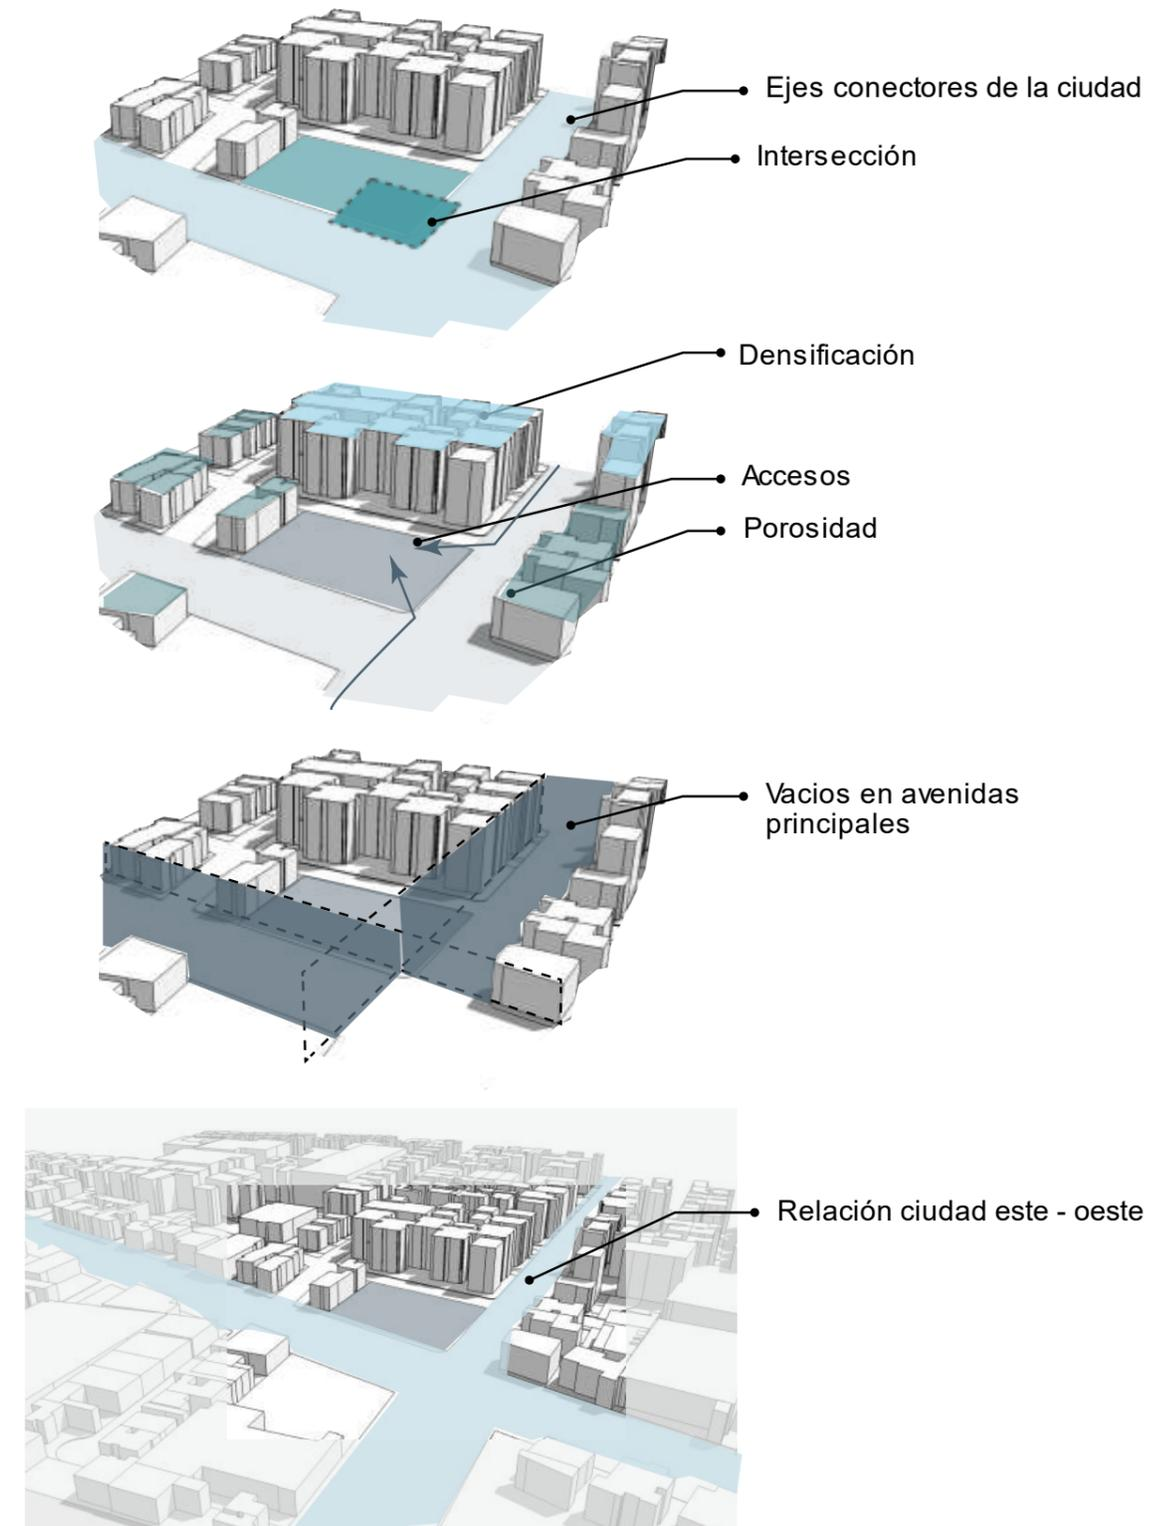 Ejes conectores de la ciudad
Intersección
Densificación
Accesos
Porosidad
Vacios en avenidas
principales
Relación ciudad este - oeste